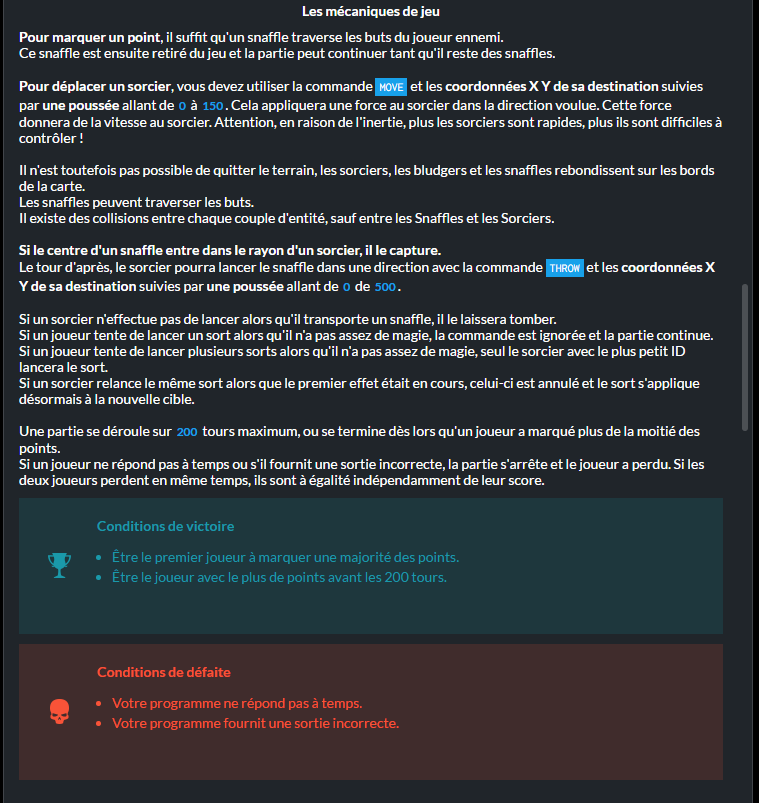 Les mécaniques de jeu
Pour marquer un point, il suffit qu'un snaffle traverse les buts du joueur ennemi.
Ce snaffle est ensuite retiré du jeu et la partie peut continuer tant qu'il reste des snaffles.
Pour déplacer un sorcier, vous devez utiliser la commande MOVE et les coordonnées X Y de sa destination suivies
par une poussée allant de 0 à 150. Cela appliquera une force au sorcier dans la direction voulue. Cette force
donnera de la vitesse au sorcier. Attention, en raison de l'inertie, plus les sorciers sont rapides, plus ils sont difficiles à
contrôler !
Il n'est toutefois pas possible de quitter le terrain, les sorciers, les bludgers et les snaffles rebondissent sur les bords
de la carte.
Les snaffles peuvent traverser les buts.
Il existe des collisions entre chaque couple d'entité, sauf entre les Snaffles et les Sorciers.
Si le centre d'un snaffle entre dans le rayon d'un sorcier, il le capture.
Le tour d'après, le sorcier pourra lancer le snaffle dans une direction avec la commande THROW et les coordonnées X
Y de sa destination suivies par une poussée allant de 0 de 500.
Si un sorcier n'effectue pas de lancer alors qu'il transporte un snaffle, il le laissera tomber.
Si un joueur tente de lancer un sort alors qu'il n'a pas assez de magie, la commande est ignorée et la partie continue.
Si un joueur tente de lancer plusieurs sorts alors qu'il n'a pas assez de magie, seul le sorcier avec le plus petit ID
lancera le sort.
Si un sorcier relance le même sort alors que le premier effet était en cours, celui-ci est annulé et le sort s'applique
désormais à la nouvelle cible.
Une partie se déroule sur 200 tours maximum, ou se termine dès lors qu'un joueur a marqué plus de la moitié des
points.
Si un joueur ne répond pas à temps ou s'il fournit une sortie incorrecte, la partie s'arrête et le joueur a perdu. Si les
deux joueurs perdent en même temps, ils sont à égalité indépendamment de leur score.
Conditions de victoire
• Être le premier joueur à marquer une majorité des points.
• Être le joueur avec le plus de points avant les 200 tours.
Conditions de défaite
• Votre programme ne répond pas à temps.
• Votre programme fournit une sortie incorrecte.